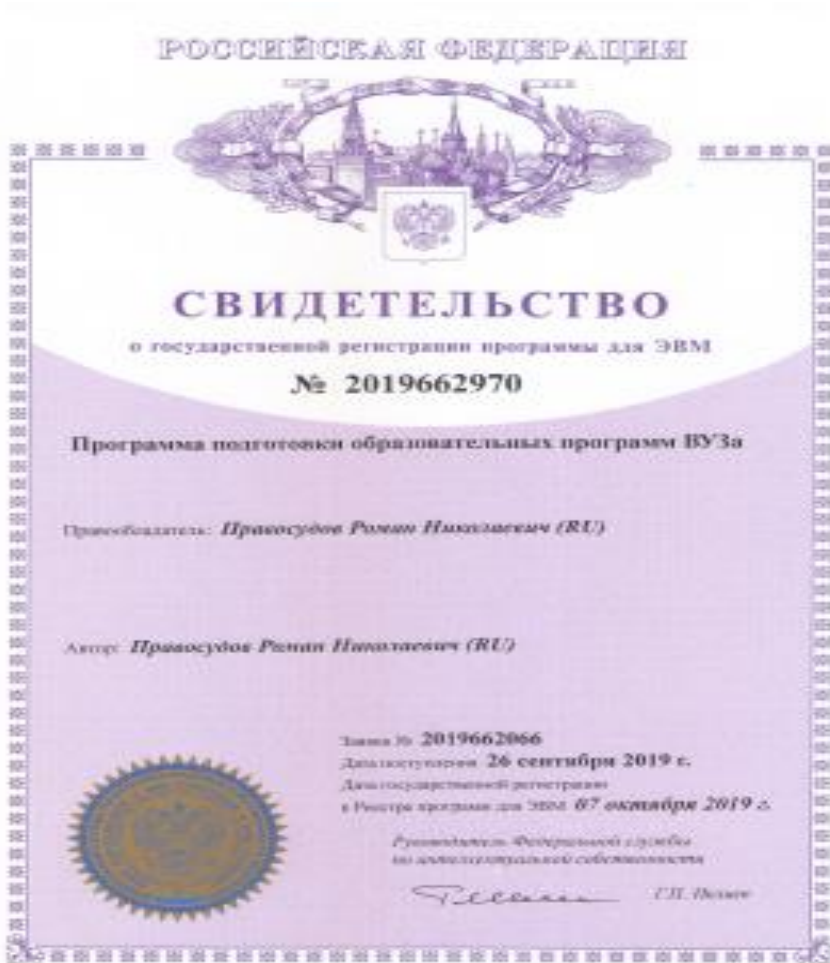 РОССИЙСКАЯ ФЕДЕРАЦИЯ
СВИДЕТЕЛЬСТВО
о государственной регистрации программы для ЭВМ
№ 2019662970
Программа подготовки образовательных программ ВУЗа
Правообладатель: Правосудов Роман Николаевич (RU)
Автор: Правосудов Роман Николаевич (RU)
Заявка № 2019662066
Дата поступления 26 сентября 2019 г.
Дата государственной регистрации
в Реестре программ для ЭВМ 07 октября 2019 г.
Руководитель Федеральной службы
по интеллектуальной собственности
Г.П. Ивлиев